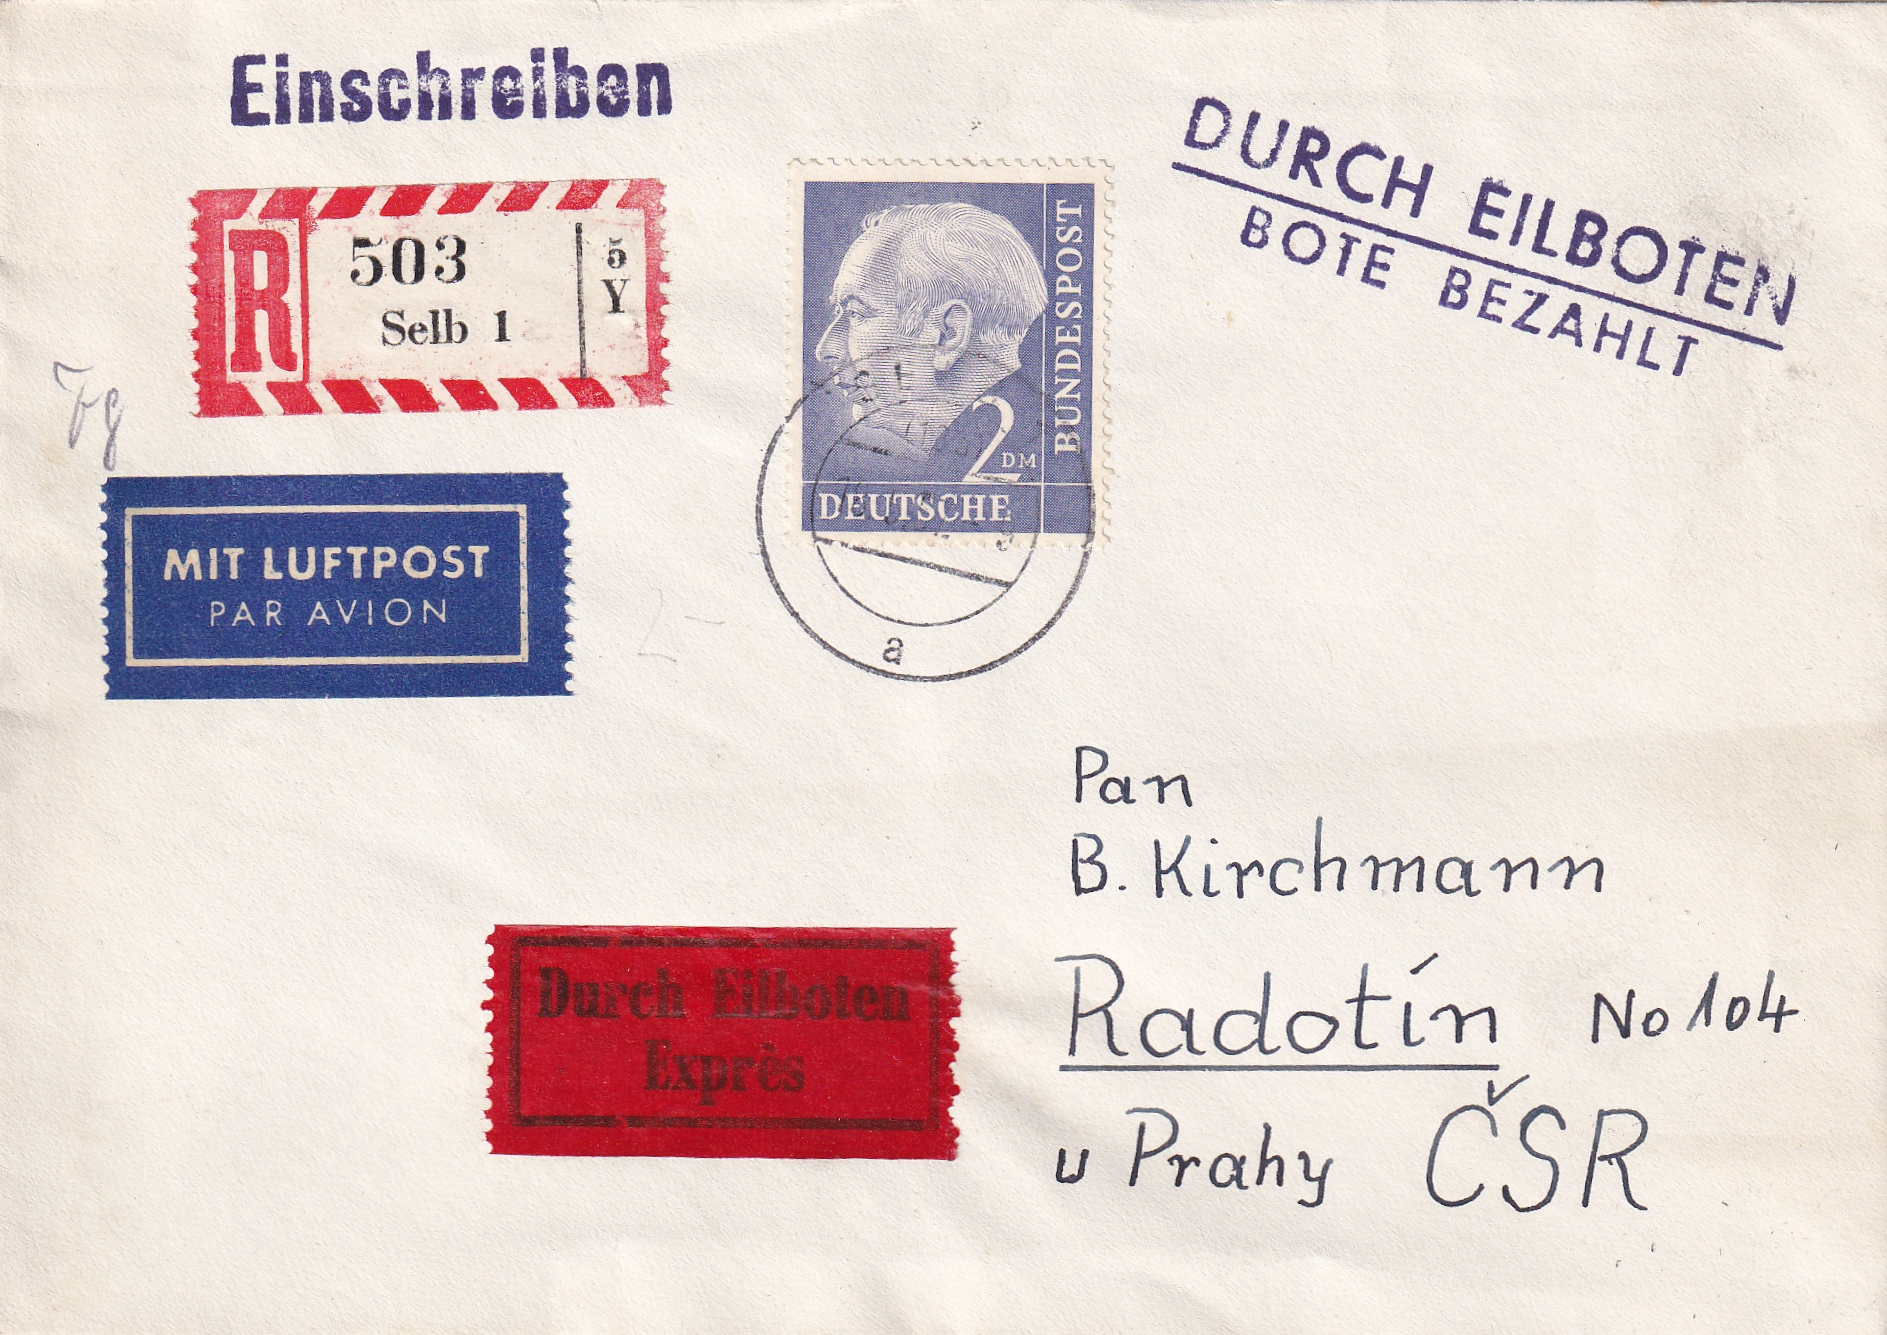 Einschreiben
DURCH EILBOTEN
BOTE BEZAHLT
R
503
Selb 1
5
Y
BUNDESPOST
2
DM
DEUTSCHE
a
MIT LUFTPOST
PAR AVION
Pan
B. Kirchmann
Radotín No 104
u Prahy ČSR
Durch Eilboten
Exprès